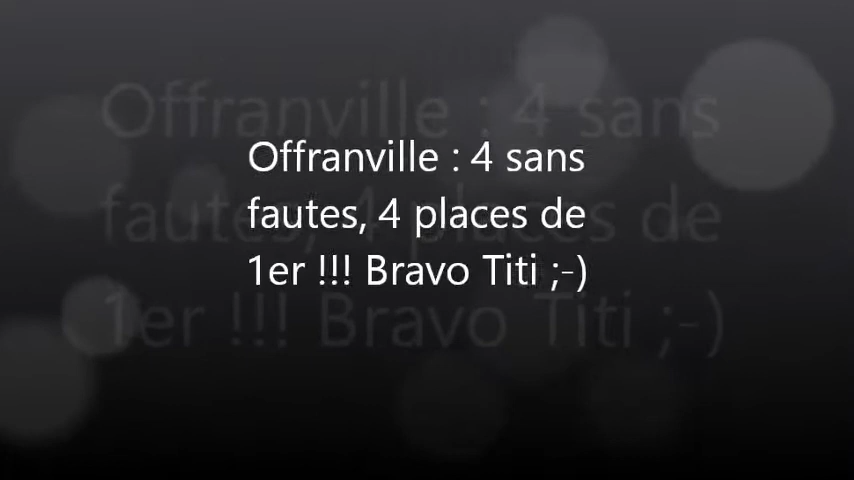 Offranville : 4 sans
fautes, 4 places de
1er !!! Bravo Titi ;-)